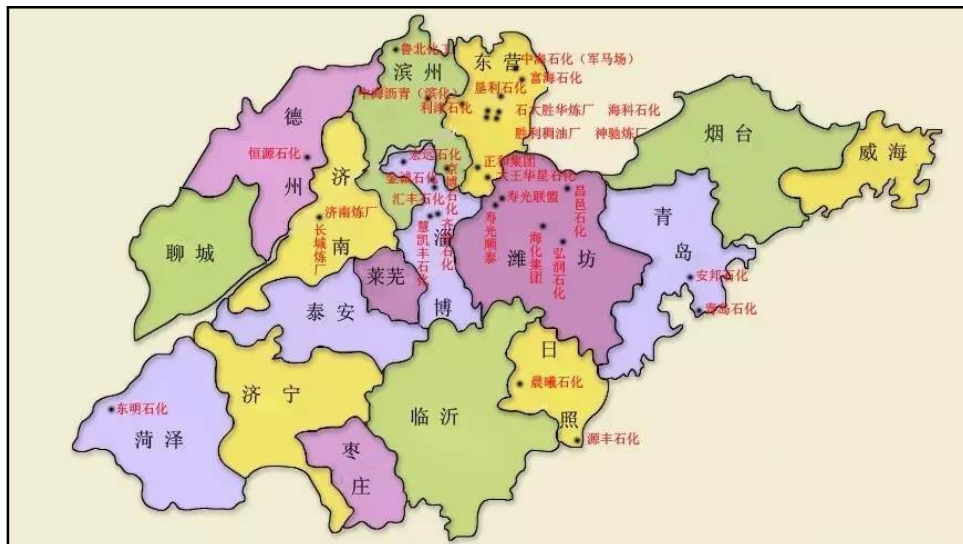 鲁北化工
滨州
东营
中海石化（军马场）
富海石化
垦利石化
中海沥青（滨化）
利津石化
石大胜华炼厂 海科石化
胜利稠油厂 神驰炼厂
德州
恒源石化
济南
济南炼厂
长城炼厂
宏远石化
金诚石化
京博石化
汇丰石化
正和集团
大王华星石化
寿光联盟
寿光顺泰
昌邑石化
海化集团
弘润石化
潍坊
慧凯丰石化
淄博
烟台
威海
青岛
安邦石化
青岛石化
聊城
莱芜
泰安
日照
晨曦石化
源丰石化
济宁
临沂
东明石化
菏泽
枣庄